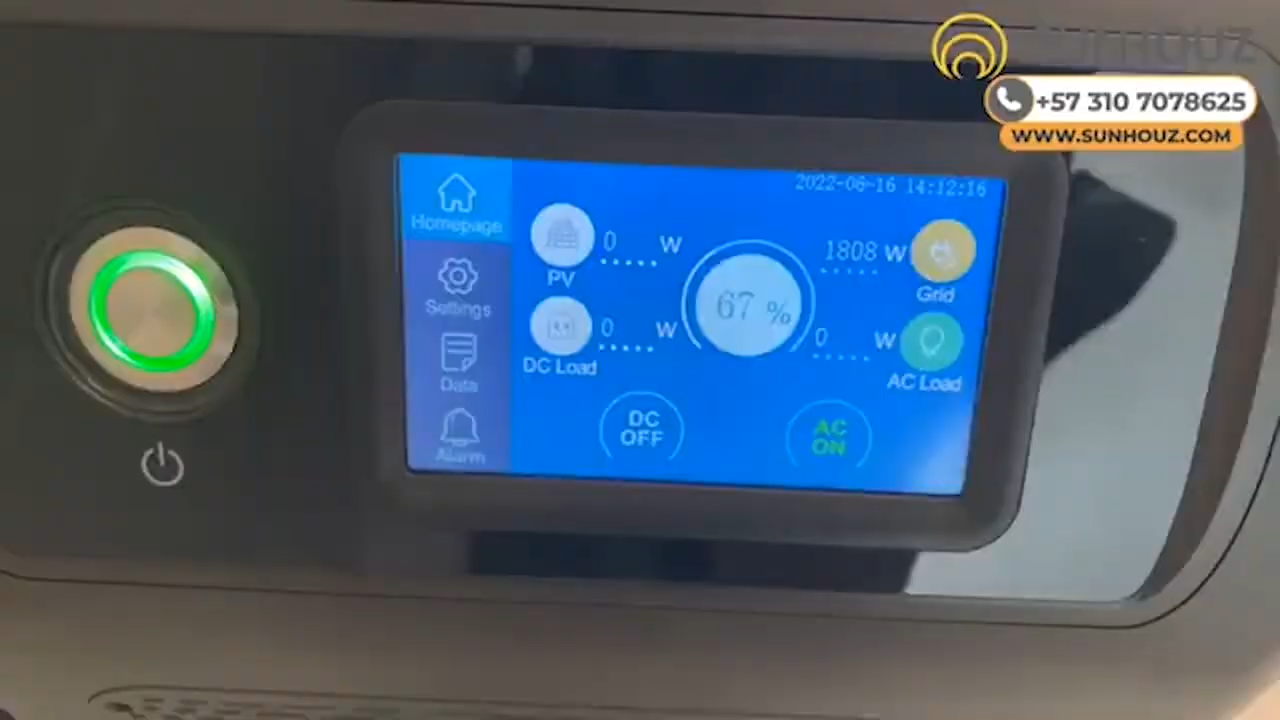 +57 310 7078625
WWW.SUNHOUZ.COM
2022-06-16 14:12:16
Homepage
Settings
Data
Alarm
0 W
PV
0 W
DC Load
67 %
1808 W
Grid
0 W
AC Load
DC
OFF
AC
ON